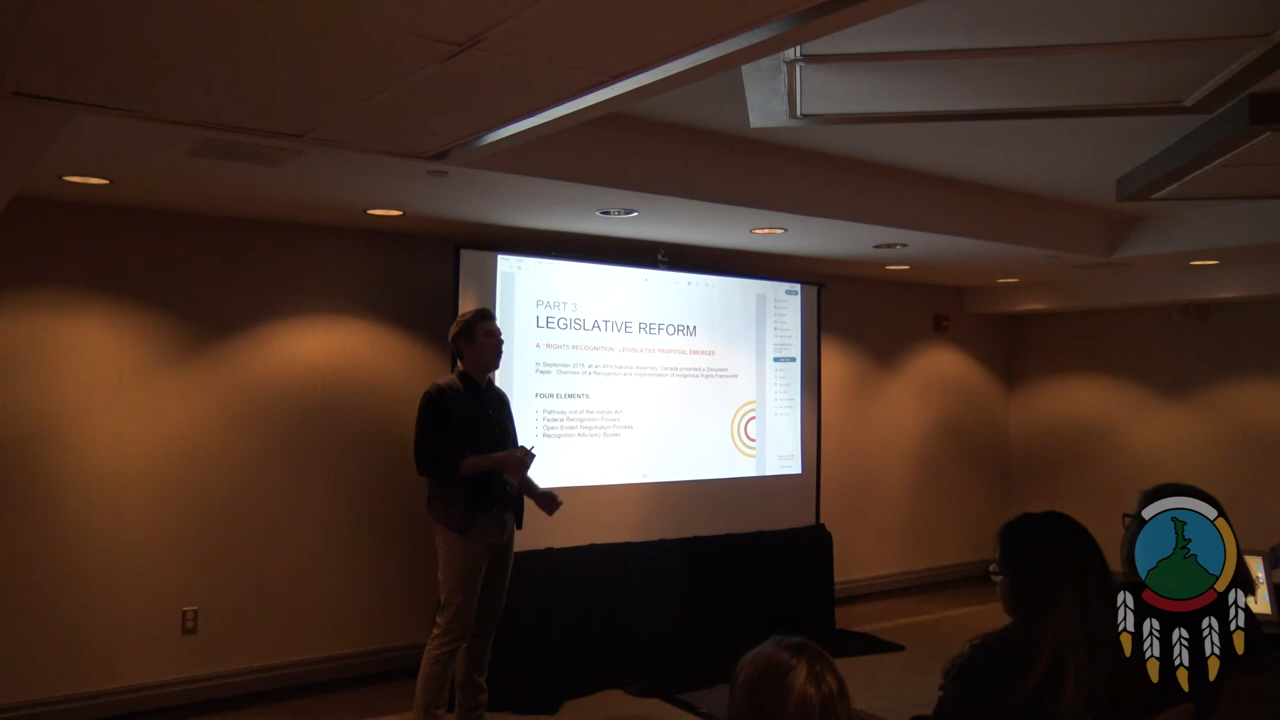 PART 3:
LEGISLATIVE REFORM
A "RIGHTS RECOGNITION" LEGISLATIVE PROPOSAL EMERGES
In September 2018, at an AFN National Assembly, Canada presented a Discussion
Paper: "Overview of a Recognition and Implementation of Indigenous Rights Framework"
FOUR ELEMENTS
• Pathway out of the Indian Act
• Federal Recognition Powers
• Open-Ended Negotiation Process
• Recognition Advisory Bodies